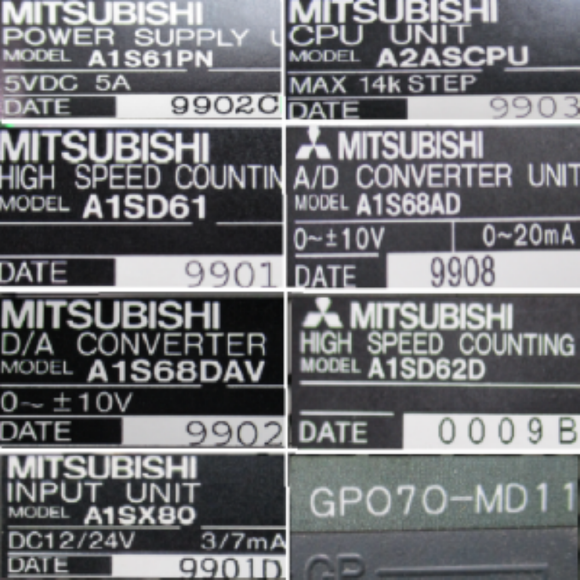 MITSUBISHI
POWER SUPPLY U
MODEL A1S61PN
5VDC 5A
DATE 9902C
MITSUBISHI
CPU UNIT
MODEL A2ASCPU
MAX 14k STEP
DATE 9903
MITSUBISHI
HIGH SPEED COUNTIN
MODEL A1SD61
DATE 9901
MITSUBISHI
A/D CONVERTER UNIT
MODEL A1S68AD
0~±10V 0~20mA
DATE 9908
MITSUBISHI
D/A CONVERTER
MODEL A1S68DAV
0~±10V
DATE 9902
MITSUBISHI
HIGH SPEED COUNTING
MODEL A1SD62D
DATE 0009B
MITSUBISHI
INPUT UNIT
MODEL A1SX80
DC12/24V 3/7mA
DATE 9901D
GP070-MD11
GP